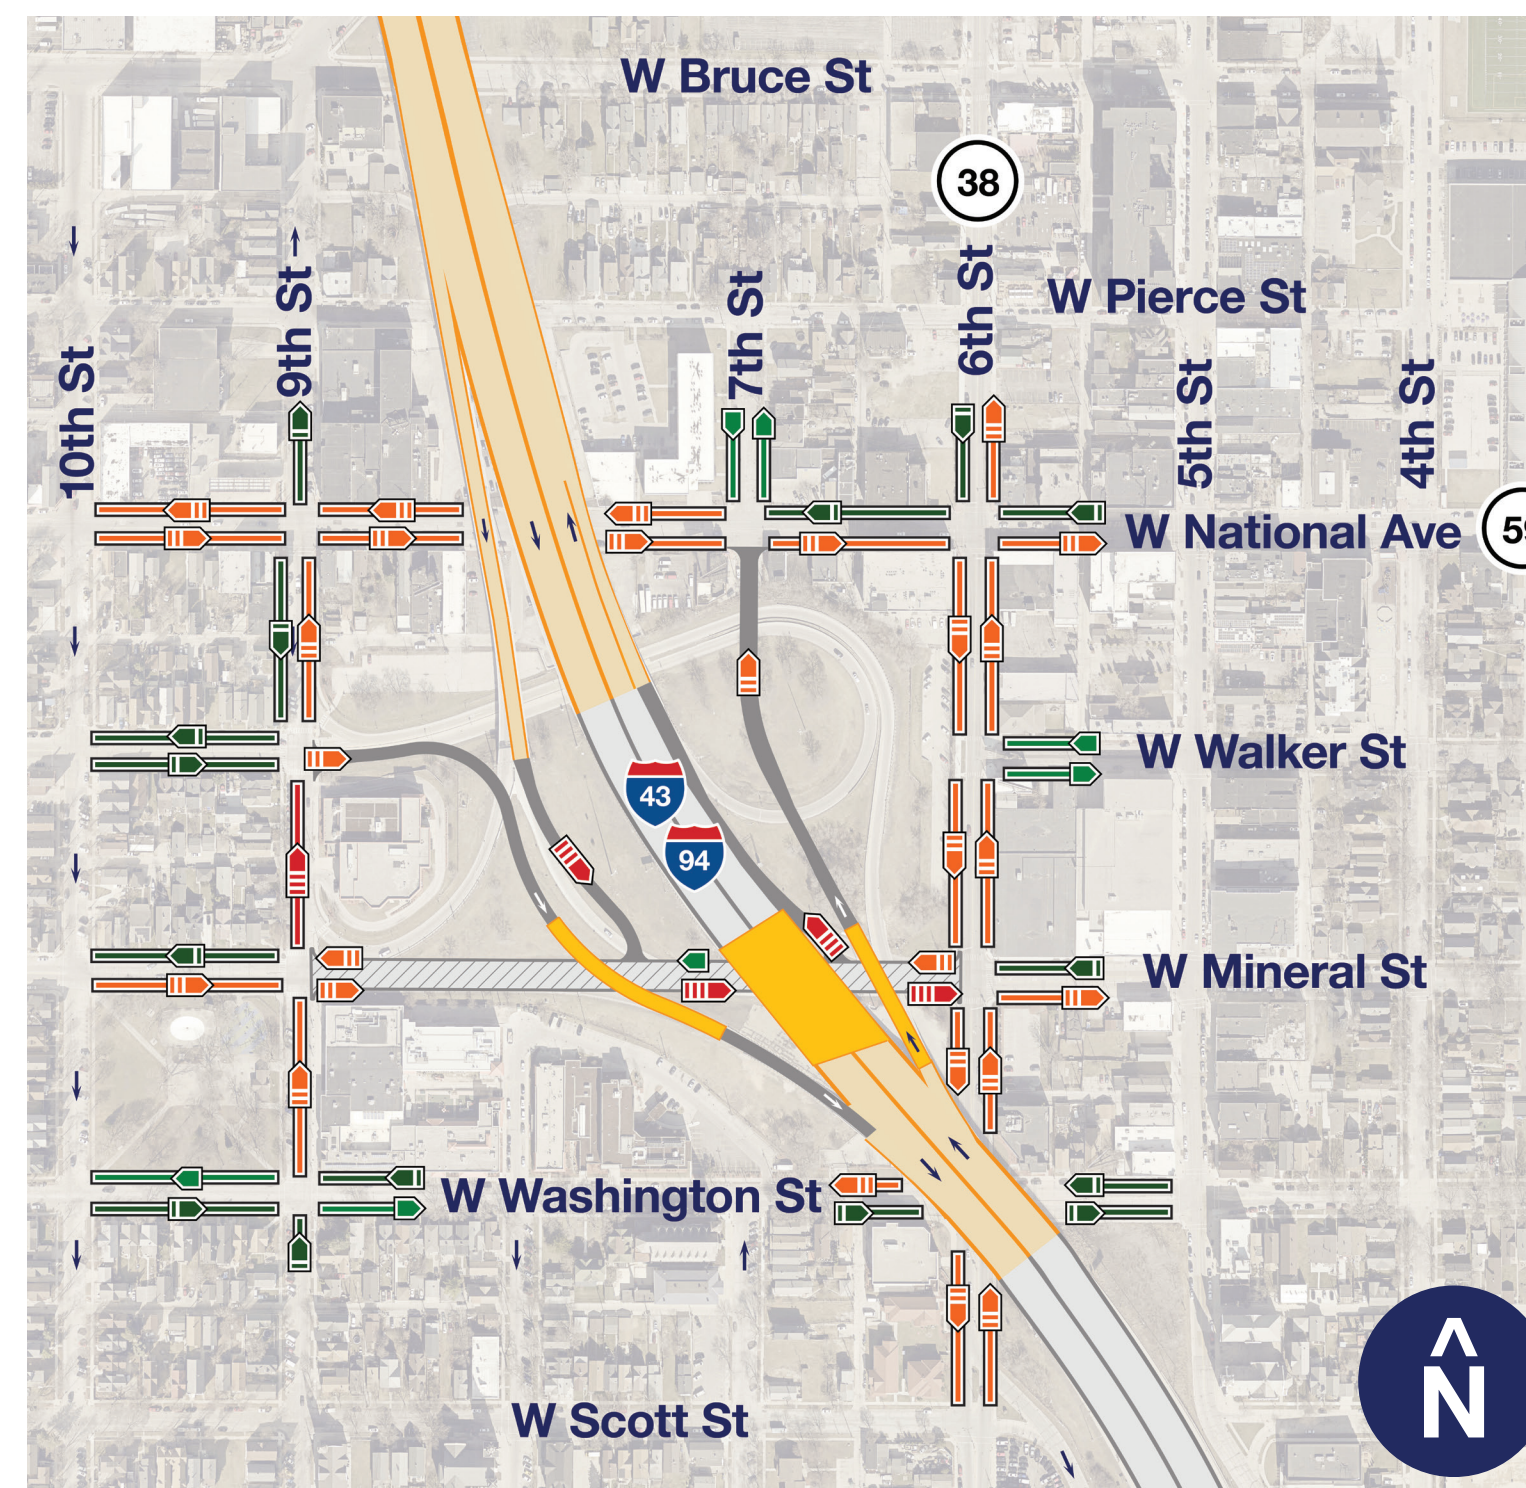 W Bruce St
38
6th St
W Pierce St
9th St
7th St
10th St
5th St
4th St
W National Ave
W Walker St
43
94
W Mineral St
W Washington St
W Scott St
N